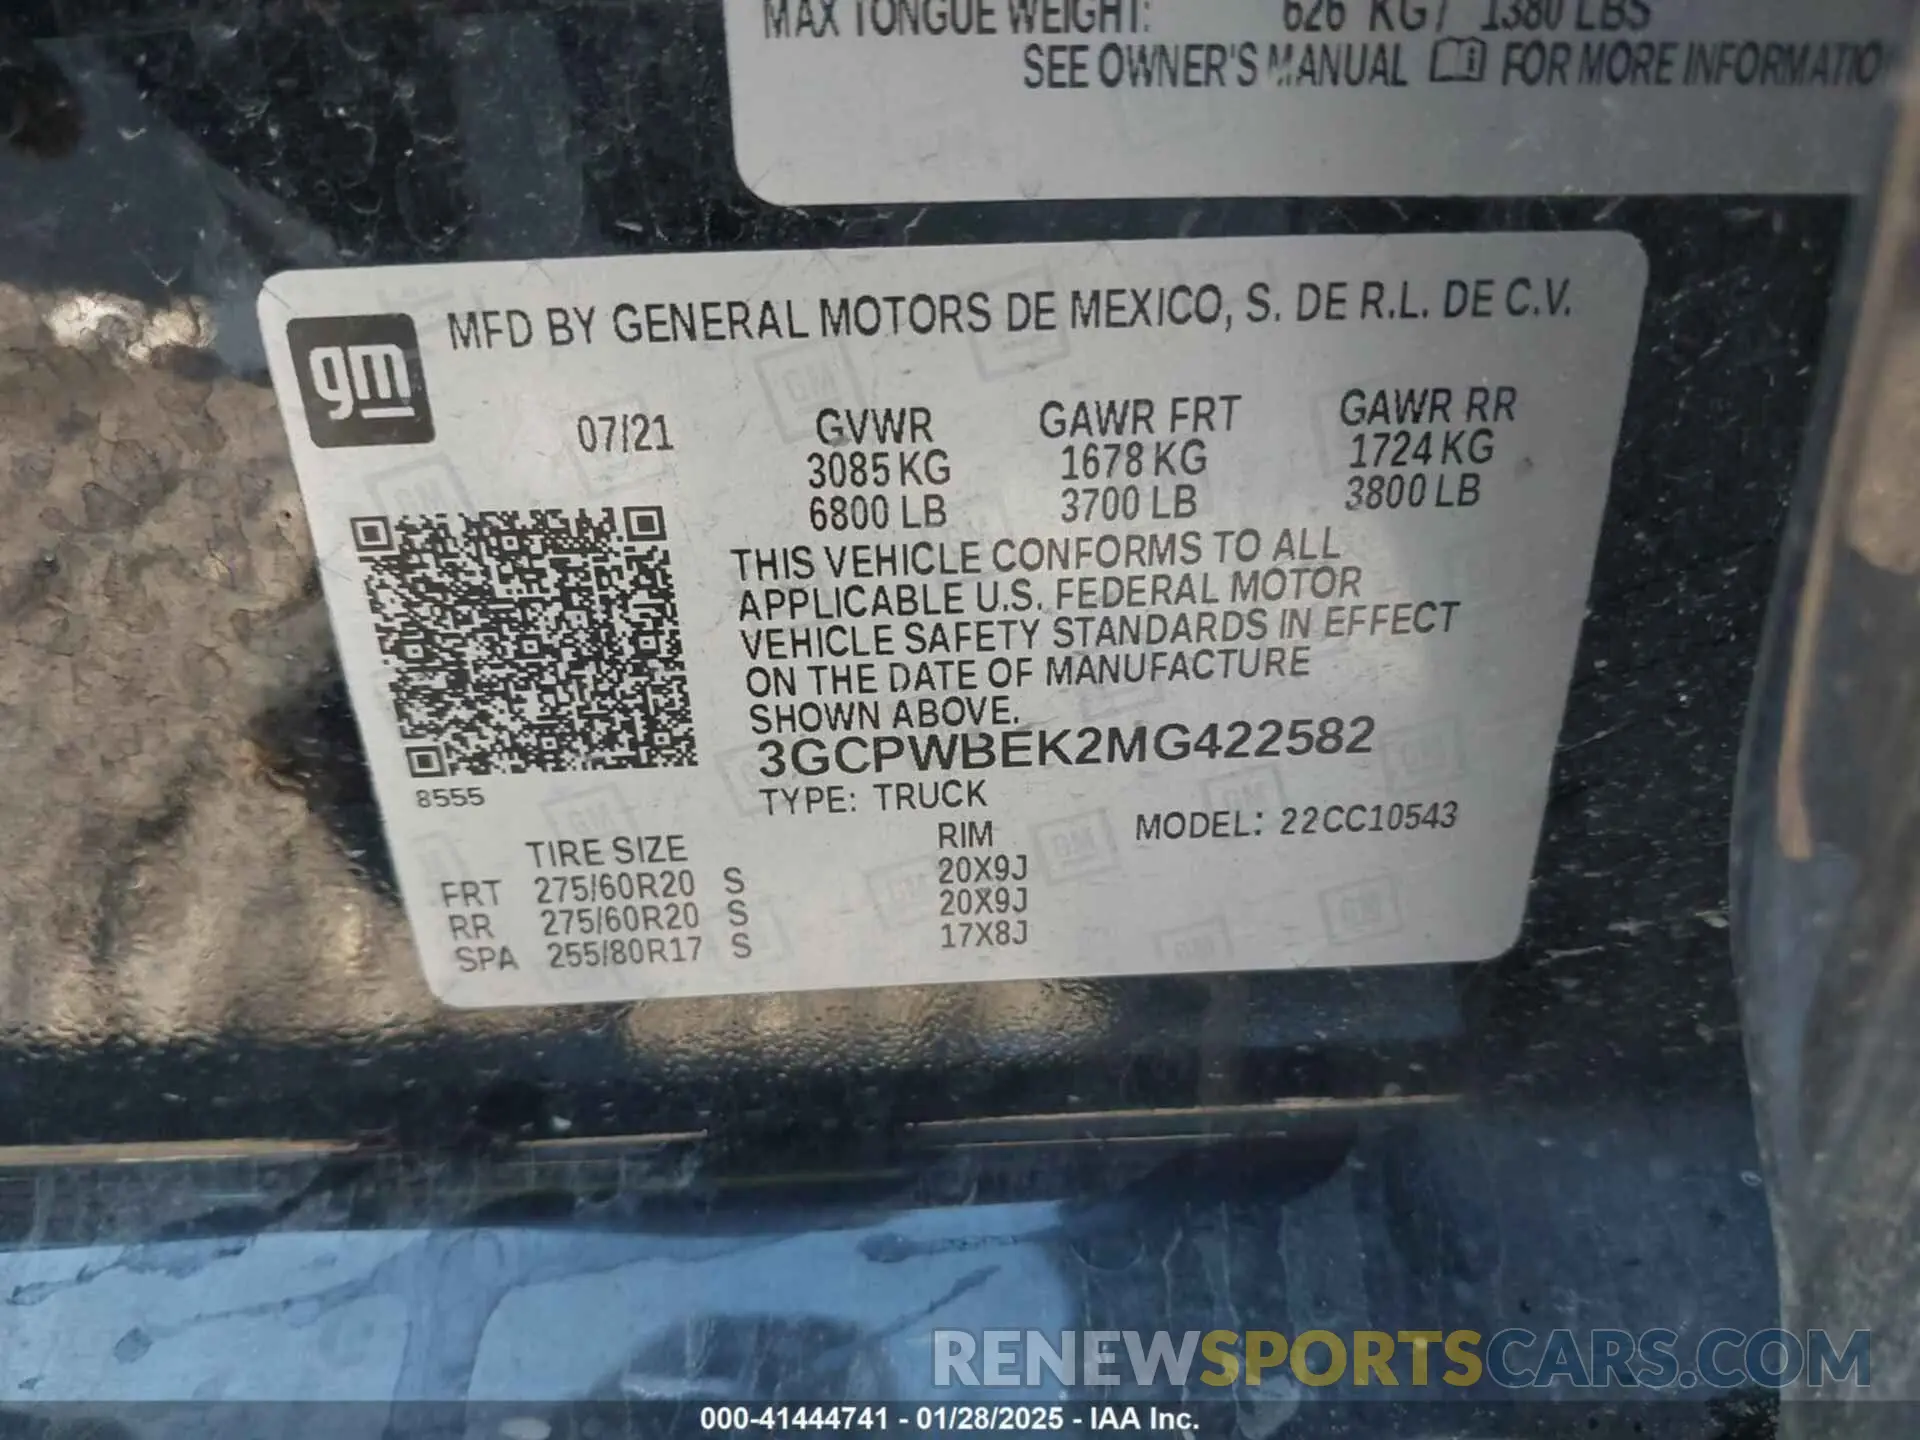 MAX TONGUE WEIGHT: 626 KG / 1380 LBS
SEE OWNER'S MANUAL FOR MORE INFORMATIO
gm
MFD BY GENERAL MOTORS DE MEXICO, S. DE R.L. DE C.V.
07/21 GVWR GAWR FRT GAWR RR
3085 KG 1678 KG 1724 KG
6800 LB 3700 LB 3800 LB
THIS VEHICLE CONFORMS TO ALL
APPLICABLE U.S. FEDERAL MOTOR
VEHICLE SAFETY STANDARDS IN EFFECT
ON THE DATE OF MANUFACTURE
SHOWN ABOVE.
3GCPWBEK2MG422582
8555
TYPE: TRUCK MODEL: 22CC10543
TIRE SIZE RIM
FRT 275/60R20 S 20X9J
RR 275/60R20 S 20X9J
SPA 255/80R17 S 17X8J
RENEWSPORTSCARS.COM
000-41444741 - 01/28/2025 - IAA Inc.